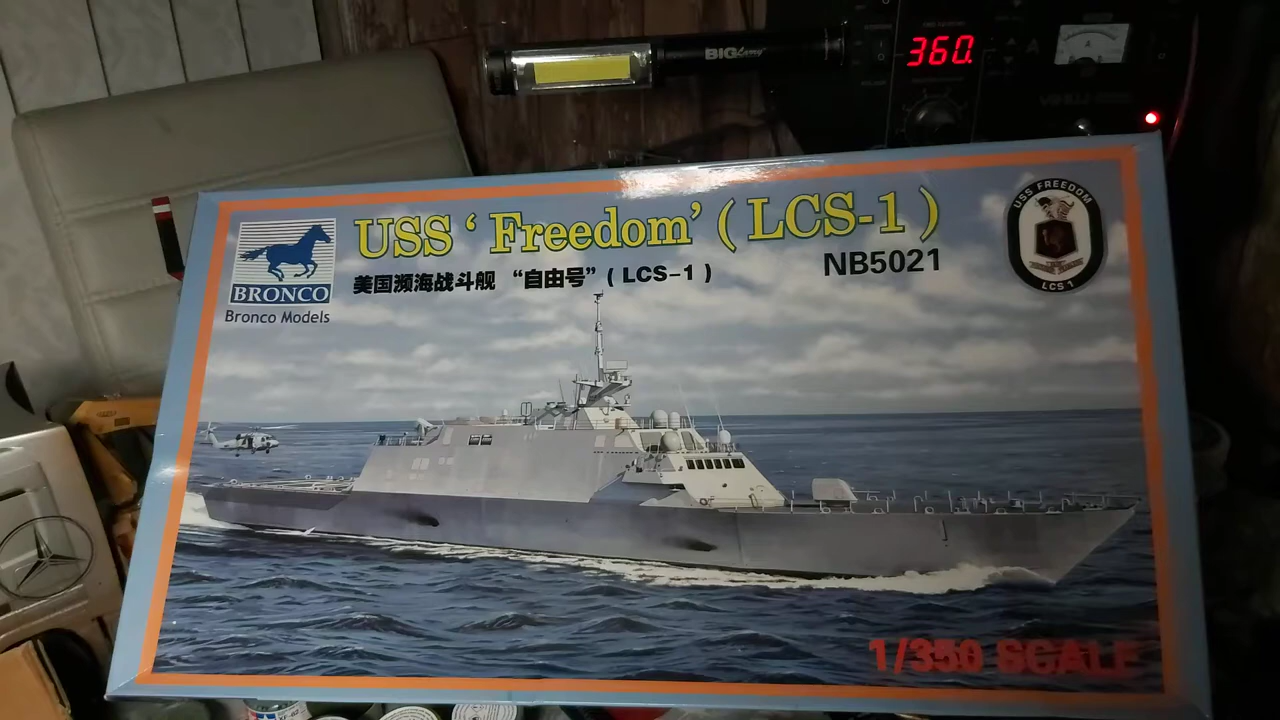 BIG Larry
360.
A
BRONCO
Bronco Models
USS ‘Freedom’ (LCS-1)
美国濒海战斗舰 “自由号” (LCS-1)
NB5021
USS FREEDOM
LCS 1
1/350 SCALE